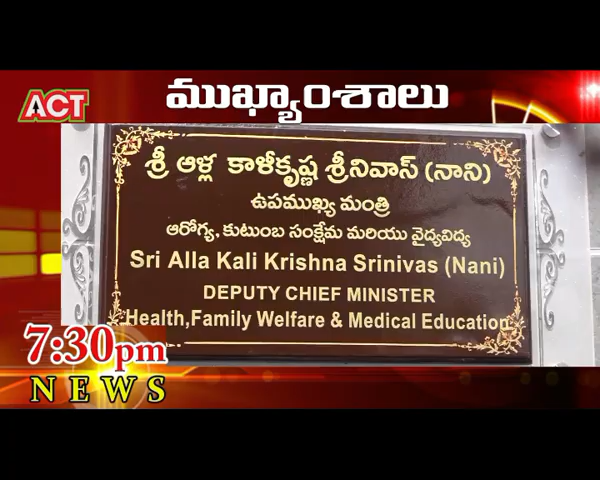 ACT
ముఖ్యాంశాలు
శ్రీ ఆళ్ల కాళీకృష్ణ శ్రీనివాస్ (నాని)
ఉపముఖ్య మంత్రి
ఆరోగ్య, కుటుంబ సంక్షేమ మరియు వైద్యవిద్య
Sri Alla Kali Krishna Srinivas (Nani)
DEPUTY CHIEF MINISTER
Health,Family Welfare & Medical Education
7:30pm
NEWS